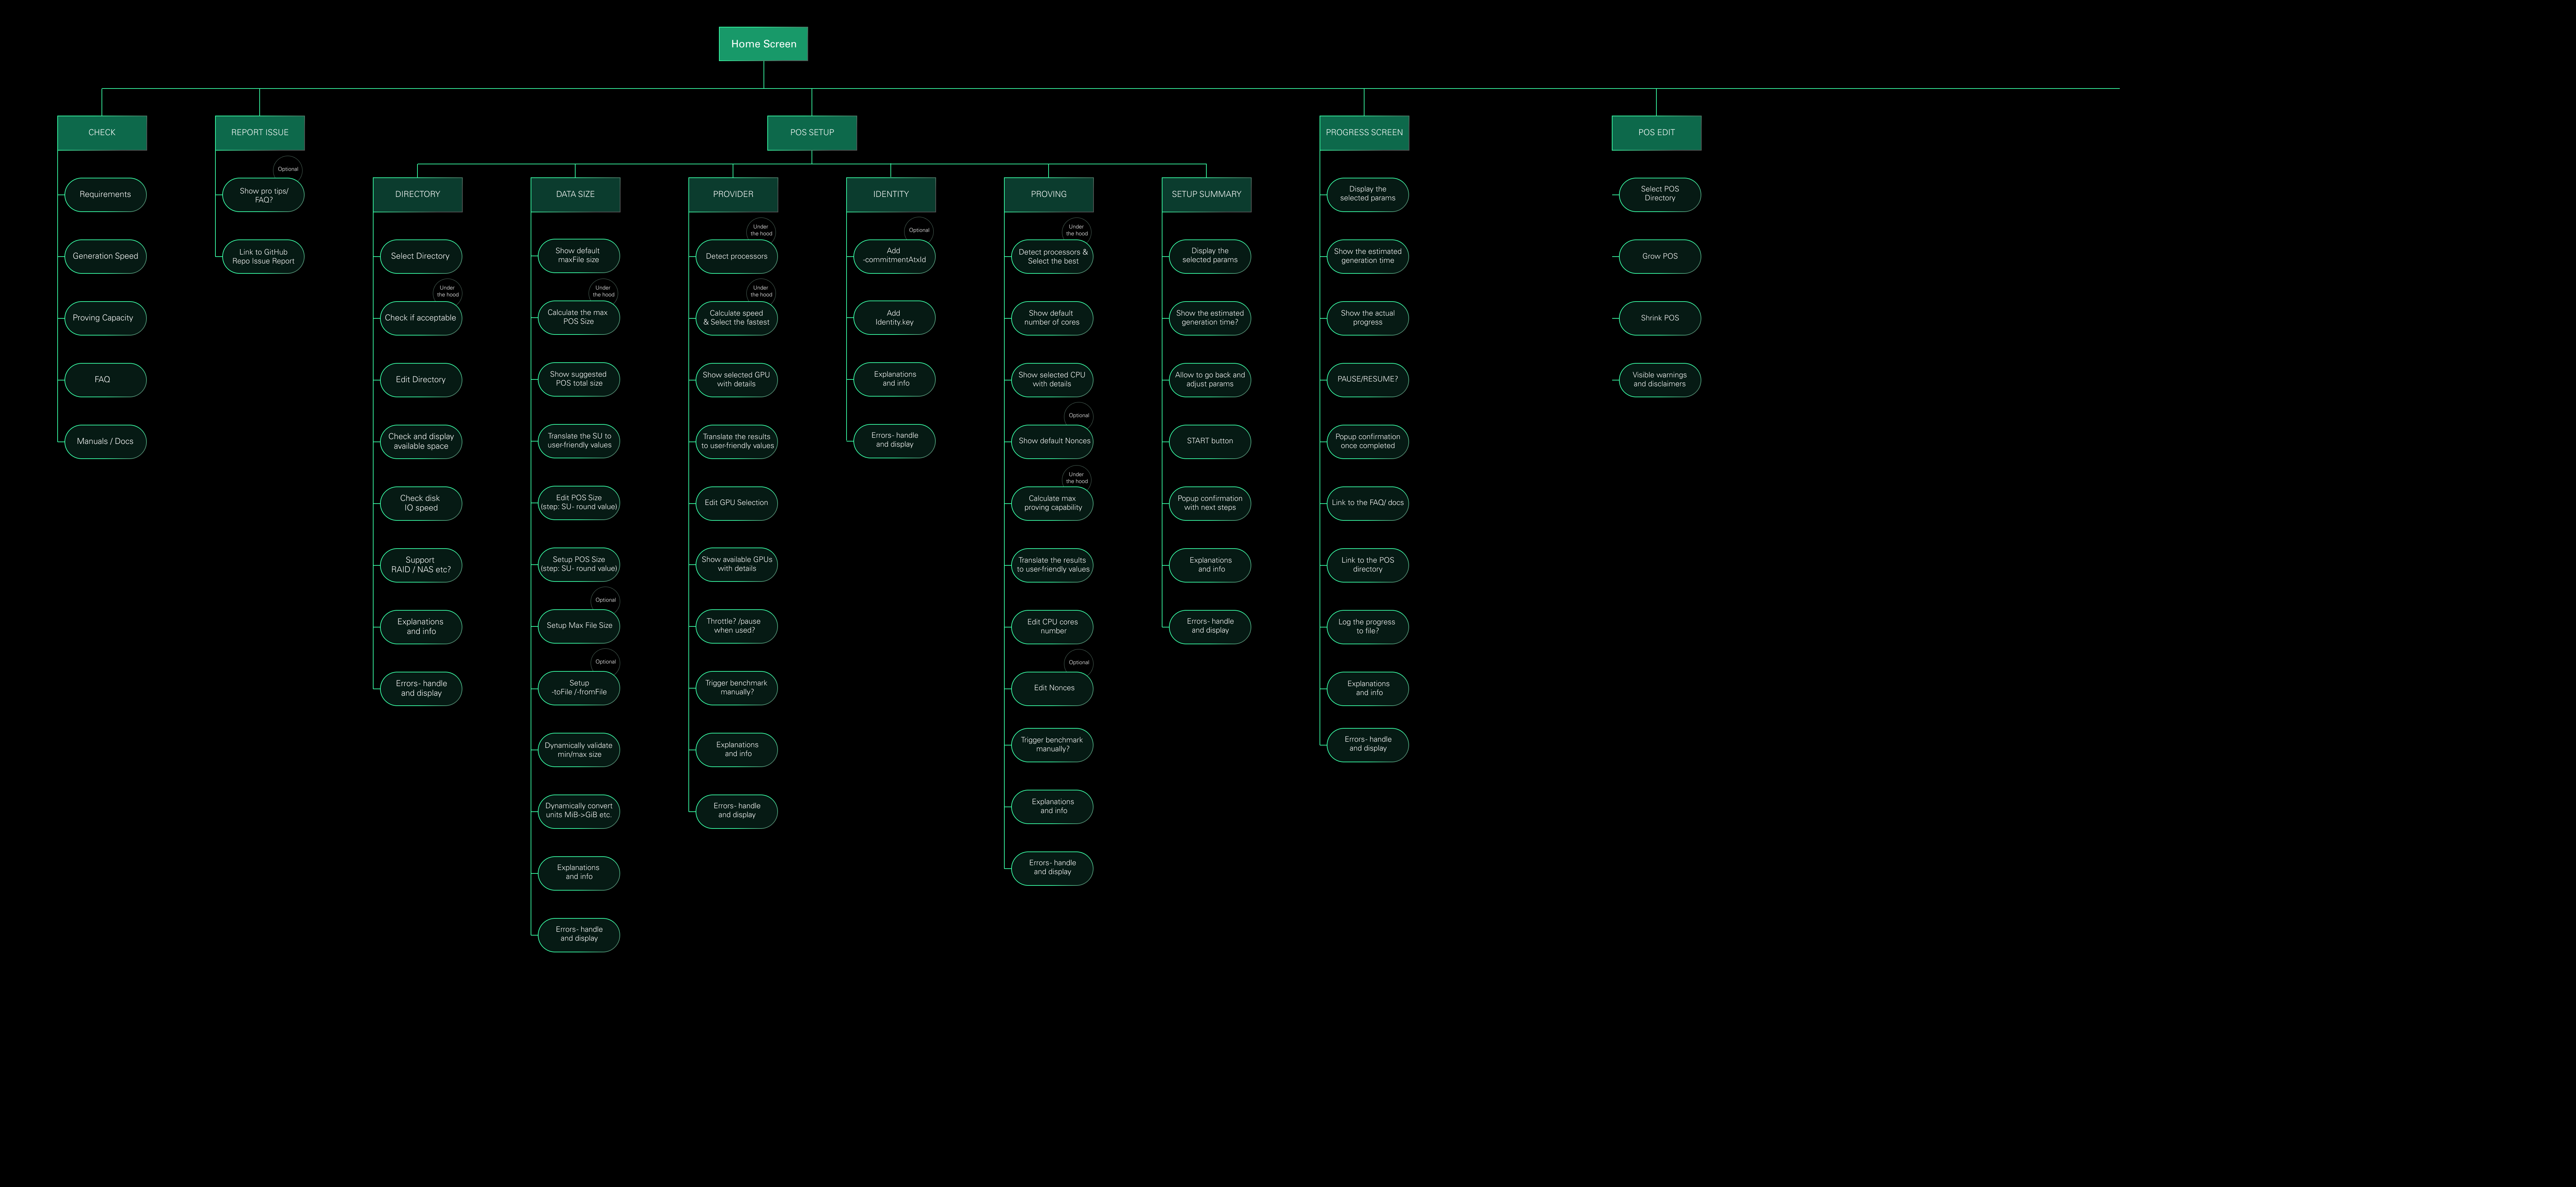 Home Screen
CHECK
Requirements
Generation Speed
Proving Capacity
FAQ
Manuals / Docs
REPORT ISSUE
Optional
Show pro tips/
FAQ?
Link to GitHub
Repo Issue Report
POS SETUP
DIRECTORY
Select Directory
Under
the hood
Check if acceptable
Edit Directory
Check and display
available space
Check disk
IO speed
Support
RAID / NAS etc?
Explanations
and info
Errors- handle
and display
DATA SIZE
Show default
maxFile size
Under
the hood
Calculate the max
POS Size
Show suggested
POS total size
Translate the SU to
user-friendly values
Edit POS Size
(step: SU- round value)
Setup POS Size
(step: SU- round value)
Optional
Setup Max File Size
Optional
Setup
-toFile /-fromFile
Dynamically validate
min/max size
Dynamically convert
units MiB->GiB etc.
Explanations
and info
Errors- handle
and display
PROVIDER
Under
the hood
Detect processors
Under
the hood
Calculate speed
& Select the fastest
Show selected GPU
with details
Translate the results
to user-friendly values
Edit GPU Selection
Show available GPUs
with details
Throttle? /pause
when used?
Trigger benchmark
manually?
Explanations
and info
Errors- handle
and display
IDENTITY
Optional
Add
-commitmentAtxId
Add
Identity.key
Explanations
and info
Errors- handle
and display
PROVING
Under
the hood
Detect processors &
Select the best
Show default
number of cores
Show selected CPU
with details
Optional
Show default Nonces
Under
the hood
Calculate max
proving capability
Translate the results
to user-friendly values
Edit CPU cores
number
Optional
Edit Nonces
Trigger benchmark
manually?
Explanations
and info
Errors- handle
and display
SETUP SUMMARY
Display the
selected params
Show the estimated
generation time?
Allow to go back and
adjust params
START button
Popup confirmation
with next steps
Explanations
and info
Errors- handle
and display
PROGRESS SCREEN
Display the
selected params
Show the estimated
generation time
Show the actual
progress
PAUSE/RESUME?
Popup confirmation
once completed
Link to the FAQ/ docs
Link to the POS
directory
Log the progress
to file?
Explanations
and info
Errors- handle
and display
POS EDIT
Select POS
Directory
Grow POS
Shrink POS
Visible warnings
and disclaimers